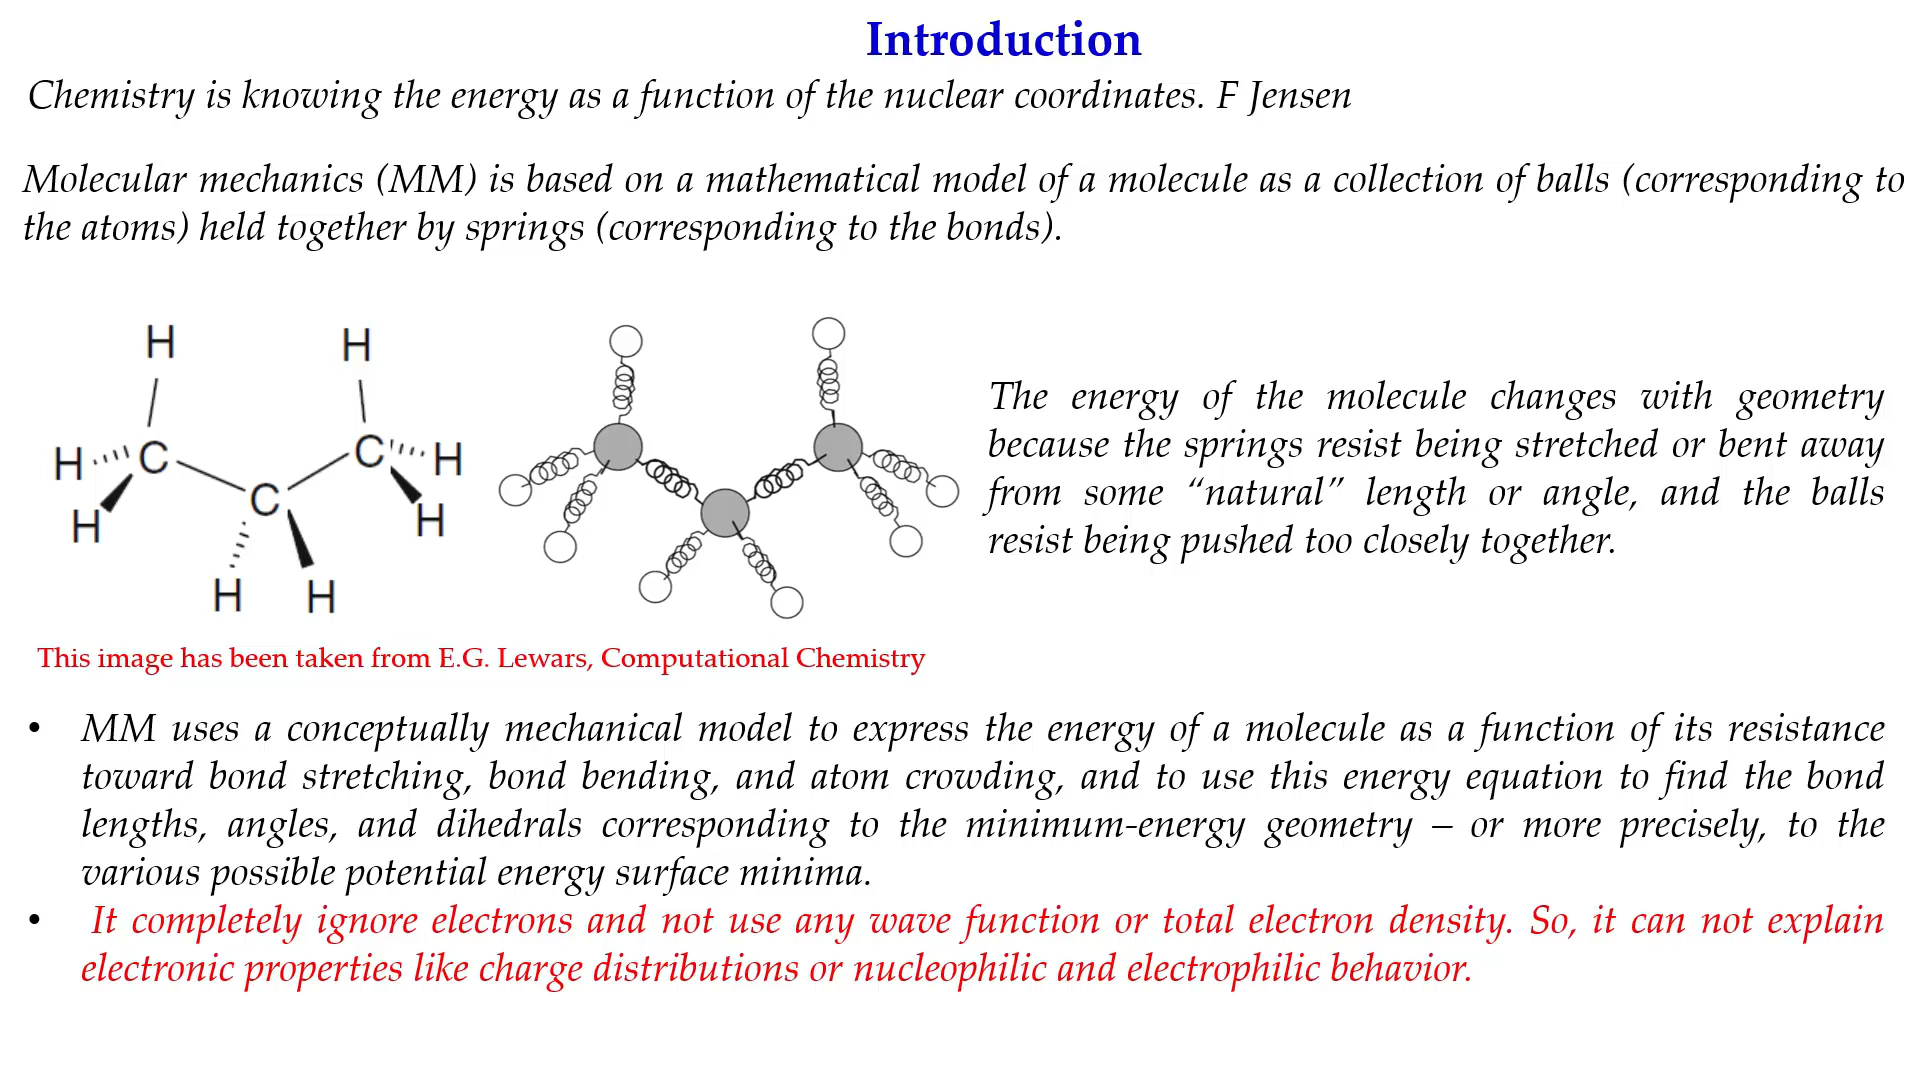 Introduction
Chemistry is knowing the energy as a function of the nuclear coordinates. F Jensen
Molecular mechanics (MM) is based on a mathematical model of a molecule as a collection of balls (corresponding to
the atoms) held together by springs (corresponding to the bonds).
H H
H C C H
H C H
H H
The energy of the molecule changes with geometry
because the springs resist being stretched or bent away
from some “natural” length or angle, and the balls
resist being pushed too closely together.
This image has been taken from E.G. Lewars, Computational Chemistry
• MM uses a conceptually mechanical model to express the energy of a molecule as a function of its resistance
toward bond stretching, bond bending, and atom crowding, and to use this energy equation to find the bond
lengths, angles, and dihedrals corresponding to the minimum-energy geometry – or more precisely, to the
various possible potential energy surface minima.
• It completely ignore electrons and not use any wave function or total electron density. So, it can not explain
electronic properties like charge distributions or nucleophilic and electrophilic behavior.